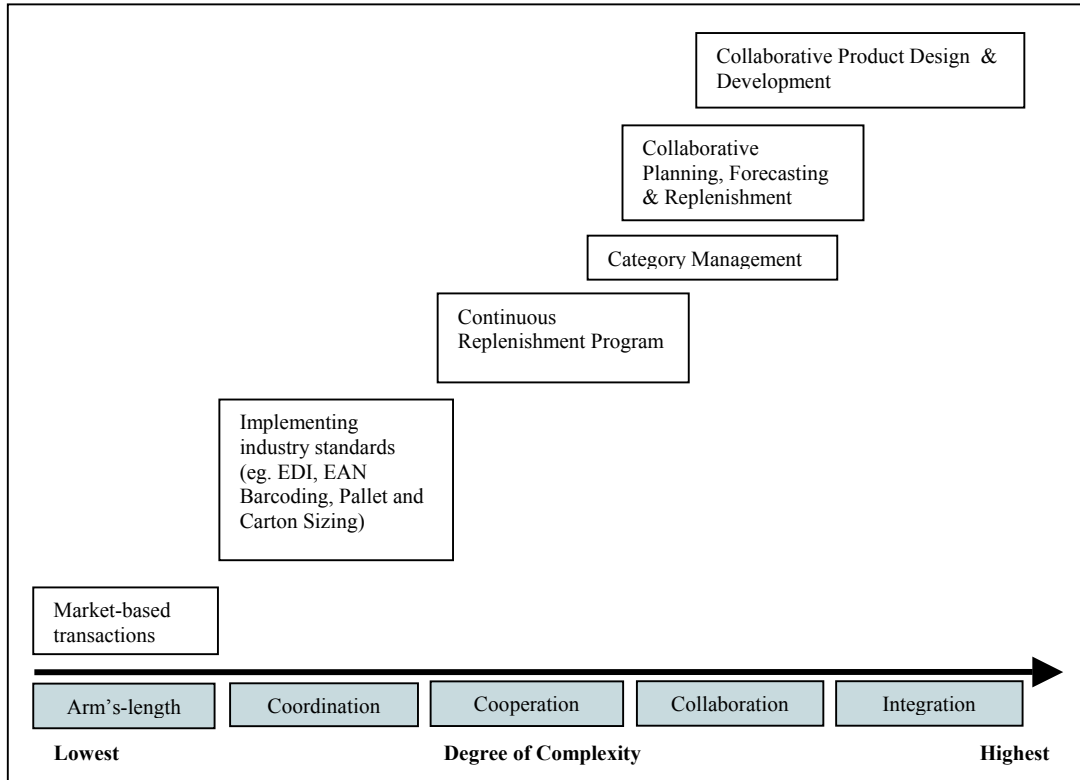 Collaborative Product Design &
Development
Collaborative
Planning, Forecasting
& Replenishment
Category Management
Continuous
Replenishment Program
Implementing
industry standards
(eg. EDI, EAN
Barcoding, Pallet and
Carton Sizing)
Market-based
transactions
Arm's-length
Coordination
Cooperation
Collaboration
Integration
Lowest
Degree of Complexity
Highest